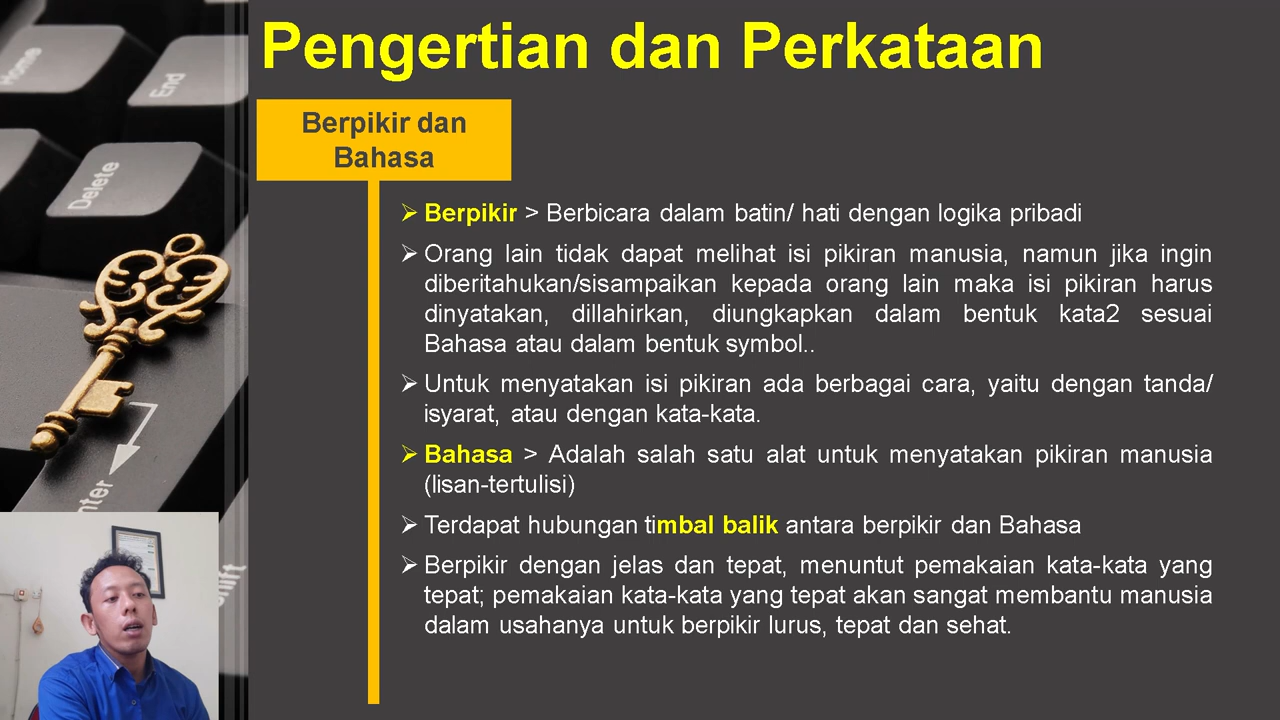 Home
End
Delete
Pengertian dan Perkataan
Berpikir dan
Bahasa
➢ Berpikir > Berbicara dalam batin/ hati dengan logika pribadi
➢ Orang lain tidak dapat melihat isi pikiran manusia, namun jika ingin
diberitahukan/sisampaikan kepada orang lain maka isi pikiran harus
dinyatakan, dillahirkan, diungkapkan dalam bentuk kata2 sesuai
Bahasa atau dalam bentuk symbol..
➢ Untuk menyatakan isi pikiran ada berbagai cara, yaitu dengan tanda/
isyarat, atau dengan kata-kata.
➢ Bahasa > Adalah salah satu alat untuk menyatakan pikiran manusia
(lisan-tertulisi)
➢ Terdapat hubungan timbal balik antara berpikir dan Bahasa
➢ Berpikir dengan jelas dan tepat, menuntut pemakaian kata-kata yang
tepat; pemakaian kata-kata yang tepat akan sangat membantu manusia
dalam usahanya untuk berpikir lurus, tepat dan sehat.